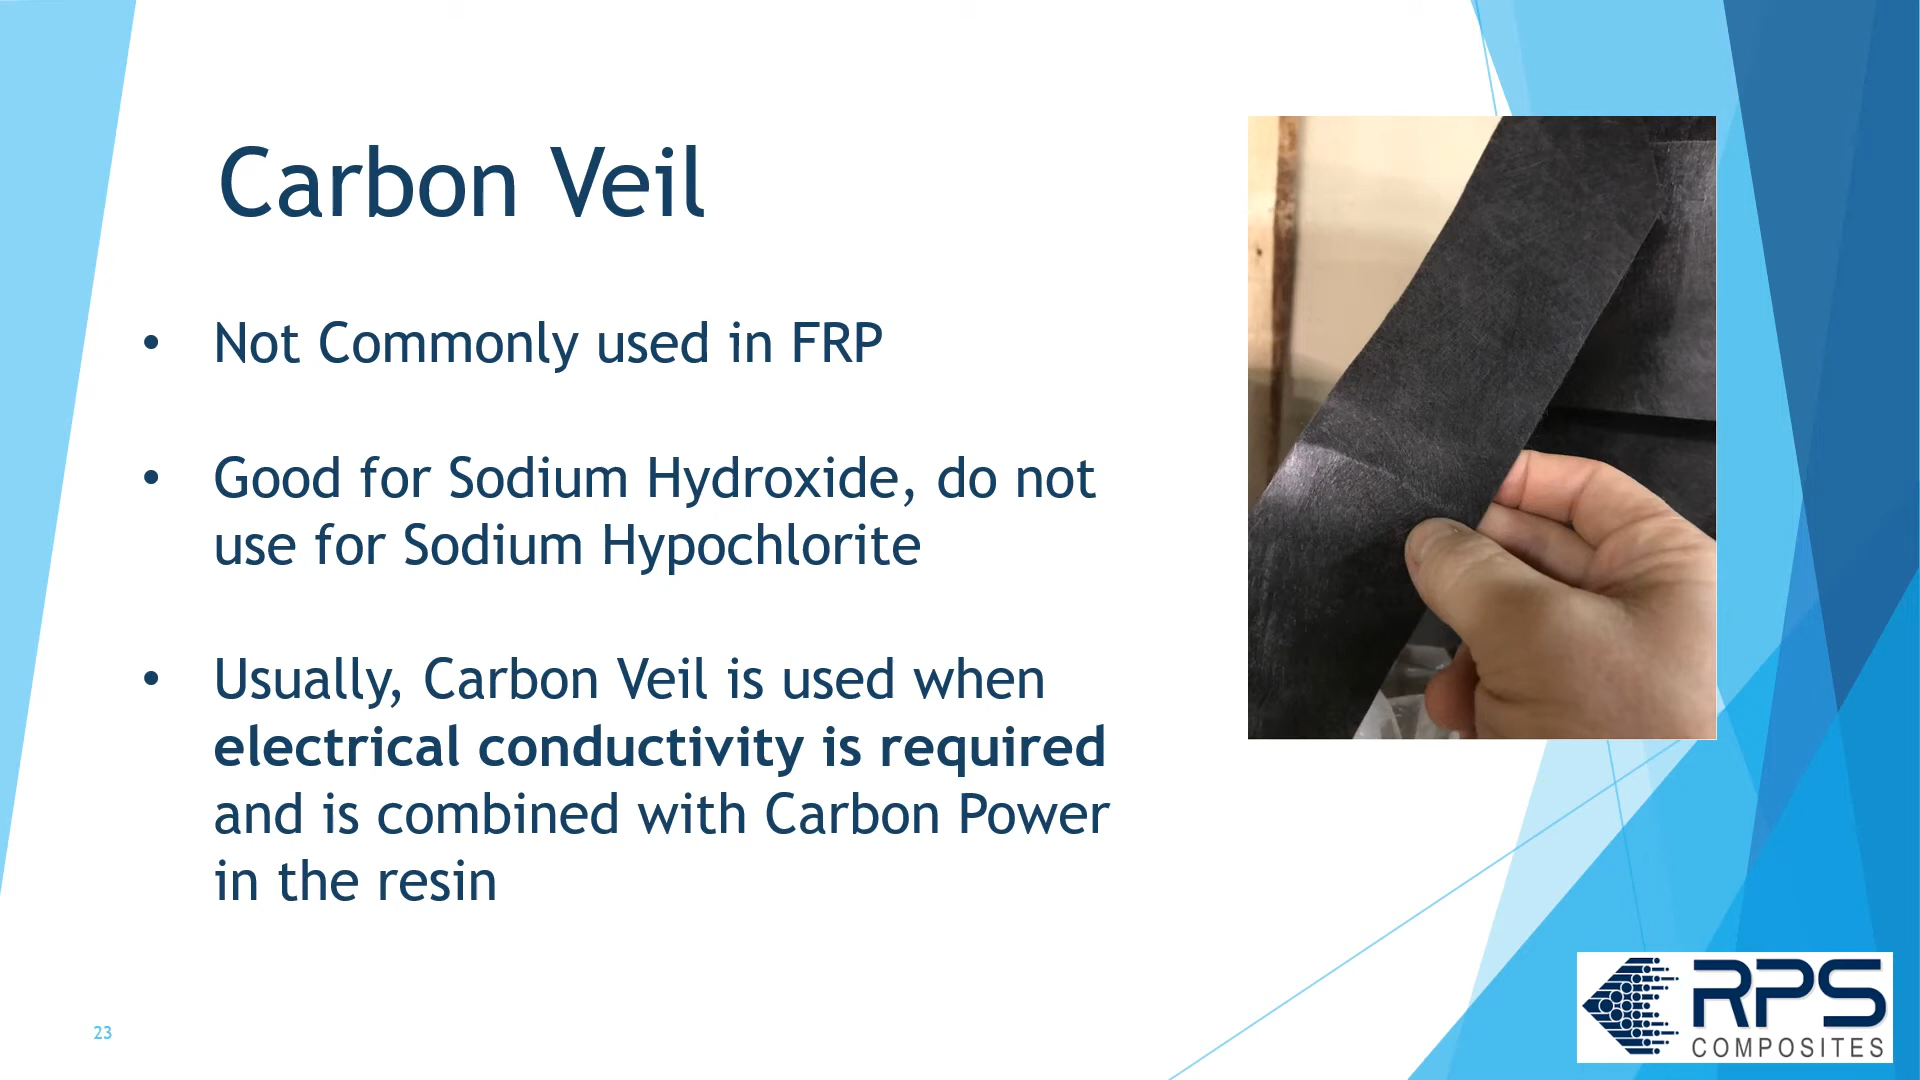 Carbon Veil
• Not Commonly used in FRP
• Good for Sodium Hydroxide, do not
use for Sodium Hypochlorite
• Usually, Carbon Veil is used when
electrical conductivity is required
and is combined with Carbon Power
in the resin
23
RPS
COMPOSITES